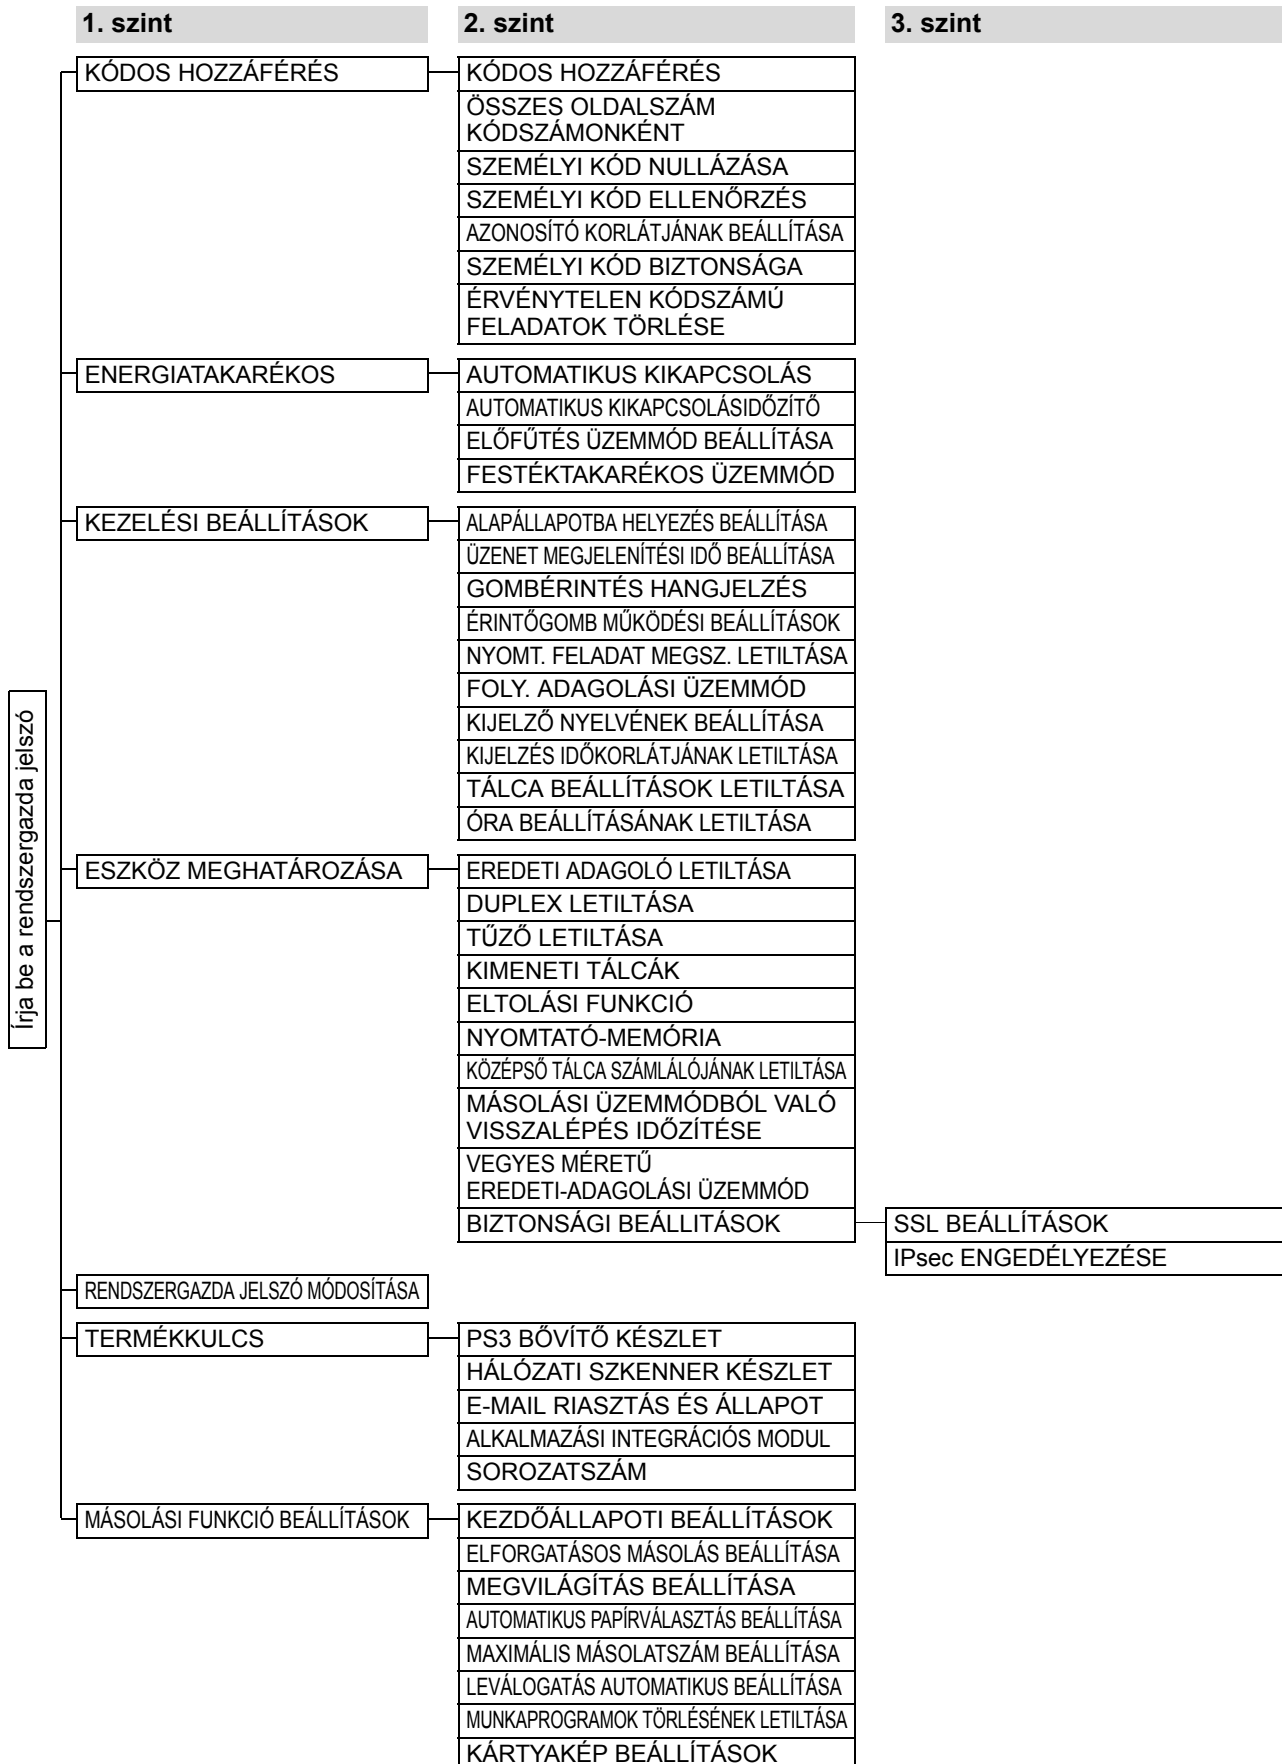 1. szint
2. szint
3. szint
Írja be a rendszergazda jelszó
KÓDOS HOZZÁFÉRÉS
KÓDOS HOZZÁFÉRÉS
ÖSSZES OLDALSZÁM
KÓDSZÁMONKÉNT
SZEMÉLYI KÓD NULLÁZÁSA
SZEMÉLYI KÓD ELLENŐRZÉS
AZONOSÍTÓ KORLÁTJÁNAK BEÁLLÍTÁSA
SZEMÉLYI KÓD BIZTONSÁGA
ÉRVÉNYTELEN KÓDSZÁMÚ
FELADATOK TÖRLÉSE
ENERGIATAKARÉKOS
AUTOMATIKUS KIKAPCSOLÁS
AUTOMATIKUS KIKAPCSOLÁSIDŐZÍTŐ
ELŐFŰTÉS ÜZEMMÓD BEÁLLÍTÁSA
FESTÉKTAKARÉKOS ÜZEMMÓD
KEZELÉSI BEÁLLÍTÁSOK
ALAPÁLLAPOTBA HELYEZÉS BEÁLLÍTÁSA
ÜZENET MEGJELENÍTÉSI IDŐ BEÁLLÍTÁSA
GOMBÉRINTÉS HANGJELZÉS
ÉRINTŐGOMB MŰKÖDÉSI BEÁLLÍTÁSOK
NYOMT. FELADAT MEGSZ. LETILTÁSA
FOLY. ADAGOLÁSI ÜZEMMÓD
KIJELZŐ NYELVÉNEK BEÁLLÍTÁSA
KIJELZÉS IDŐKORLÁTJÁNAK LETILTÁSA
TÁLCA BEÁLLÍTÁSOK LETILTÁSA
ÓRA BEÁLLÍTÁSÁNAK LETILTÁSA
ESZKÖZ MEGHATÁROZÁSA
EREDETI ADAGOLÓ LETILTÁSA
DUPLEX LETILTÁSA
TŰZŐ LETILTÁSA
KIMENETI TÁLCÁK
ELTOLÁSI FUNKCIÓ
NYOMTATÓ-MEMÓRIA
KÖZÉPSŐ TÁLCA SZÁMLÁLÓJÁNAK LETILTÁSA
MÁSOLÁSI ÜZEMMÓDBÓL VALÓ
VISSZALÉPÉS IDŐZÍTÉSE
VEGYES MÉRETŰ
EREDETI-ADAGOLÁSI ÜZEMMÓD
BIZTONSÁGI BEÁLLITÁSOK
SSL BEÁLLÍTÁSOK
IPsec ENGEDÉLYEZÉSE
RENDSZERGAZDA JELSZÓ MÓDOSÍTÁSA
TERMÉKKULCS
PS3 BŐVÍTŐ KÉSZLET
HÁLÓZATI SZKENNER KÉSZLET
E-MAIL RIASZTÁS ÉS ÁLLAPOT
ALKALMAZÁSI INTEGRÁCIÓS MODUL
SOROZATSZÁM
MÁSOLÁSI FUNKCIÓ BEÁLLÍTÁSOK
KEZDŐÁLLAPOTI BEÁLLÍTÁSOK
ELFORGATÁSOS MÁSOLÁS BEÁLLÍTÁSA
MEGVILÁGÍTÁS BEÁLLÍTÁSA
AUTOMATIKUS PAPÍRVÁLASZTÁS BEÁLLÍTÁSA
MAXIMÁLIS MÁSOLATSZÁM BEÁLLÍTÁSA
LEVÁLOGATÁS AUTOMATIKUS BEÁLLÍTÁSA
MUNKAPROGRAMOK TÖRLÉSÉNEK LETILTÁSA
KÁRTYAKÉP BEÁLLÍTÁSOK